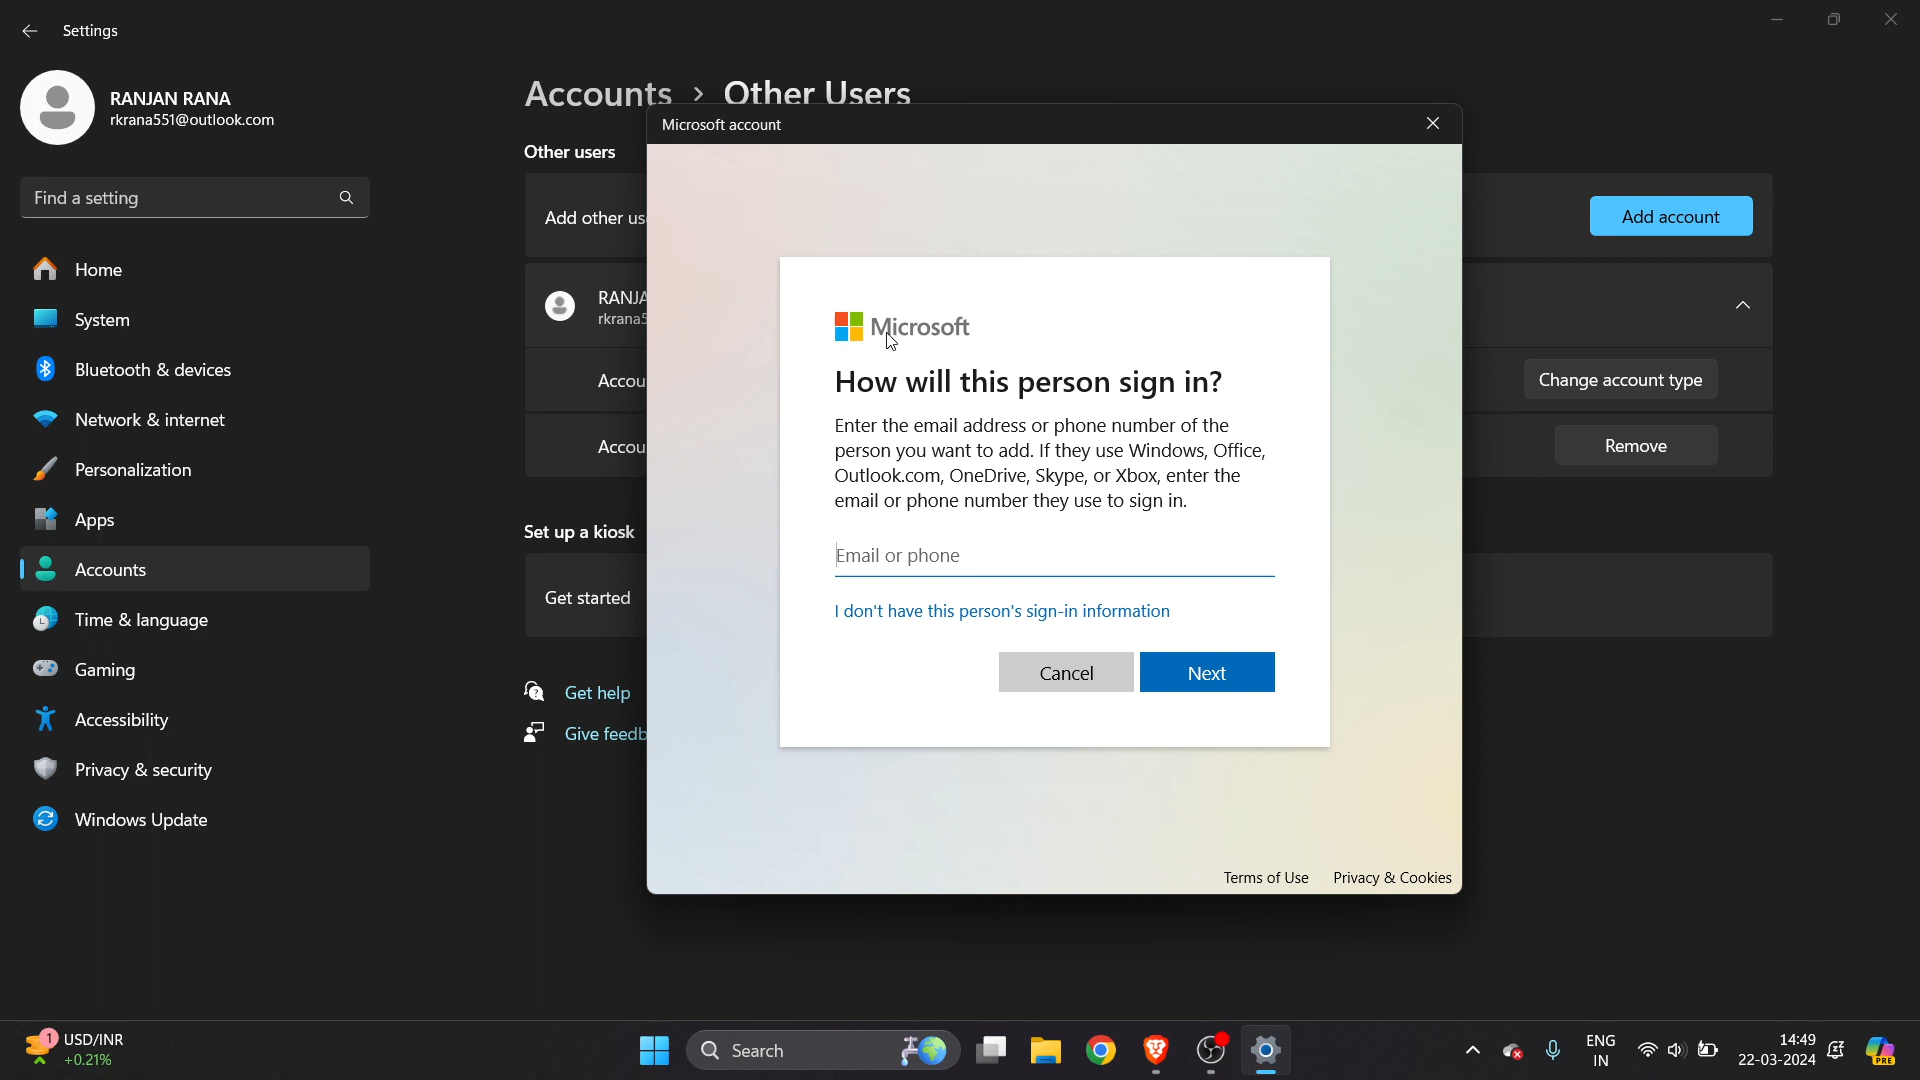 Settings
RANJAN RANA
rkrana551@outlook.com
Find a setting
Home
System
Bluetooth & devices
Network & internet
Personalization
Apps
Accounts
Time & language
Gaming
Accessibility
Privacy & security
Windows Update
Accounts > Other Users
Other users
Add other us
Add account
RANJA
rkrana5
Accou
Change account type
Accou
Remove
Set up a kiosk
Get started
Get help
Give feedb
Microsoft account
Microsoft
How will this person sign in?
Enter the email address or phone number of the
person you want to add. If they use Windows, Office,
Outlook.com, OneDrive, Skype, or Xbox, enter the
email or phone number they use to sign in.
Email or phone
I don't have this person's sign-in information
Cancel
Next
Terms of Use
Privacy & Cookies
1
USD/INR
+0.21%
Search
ENG
IN
14:49
22-03-2024
PRE